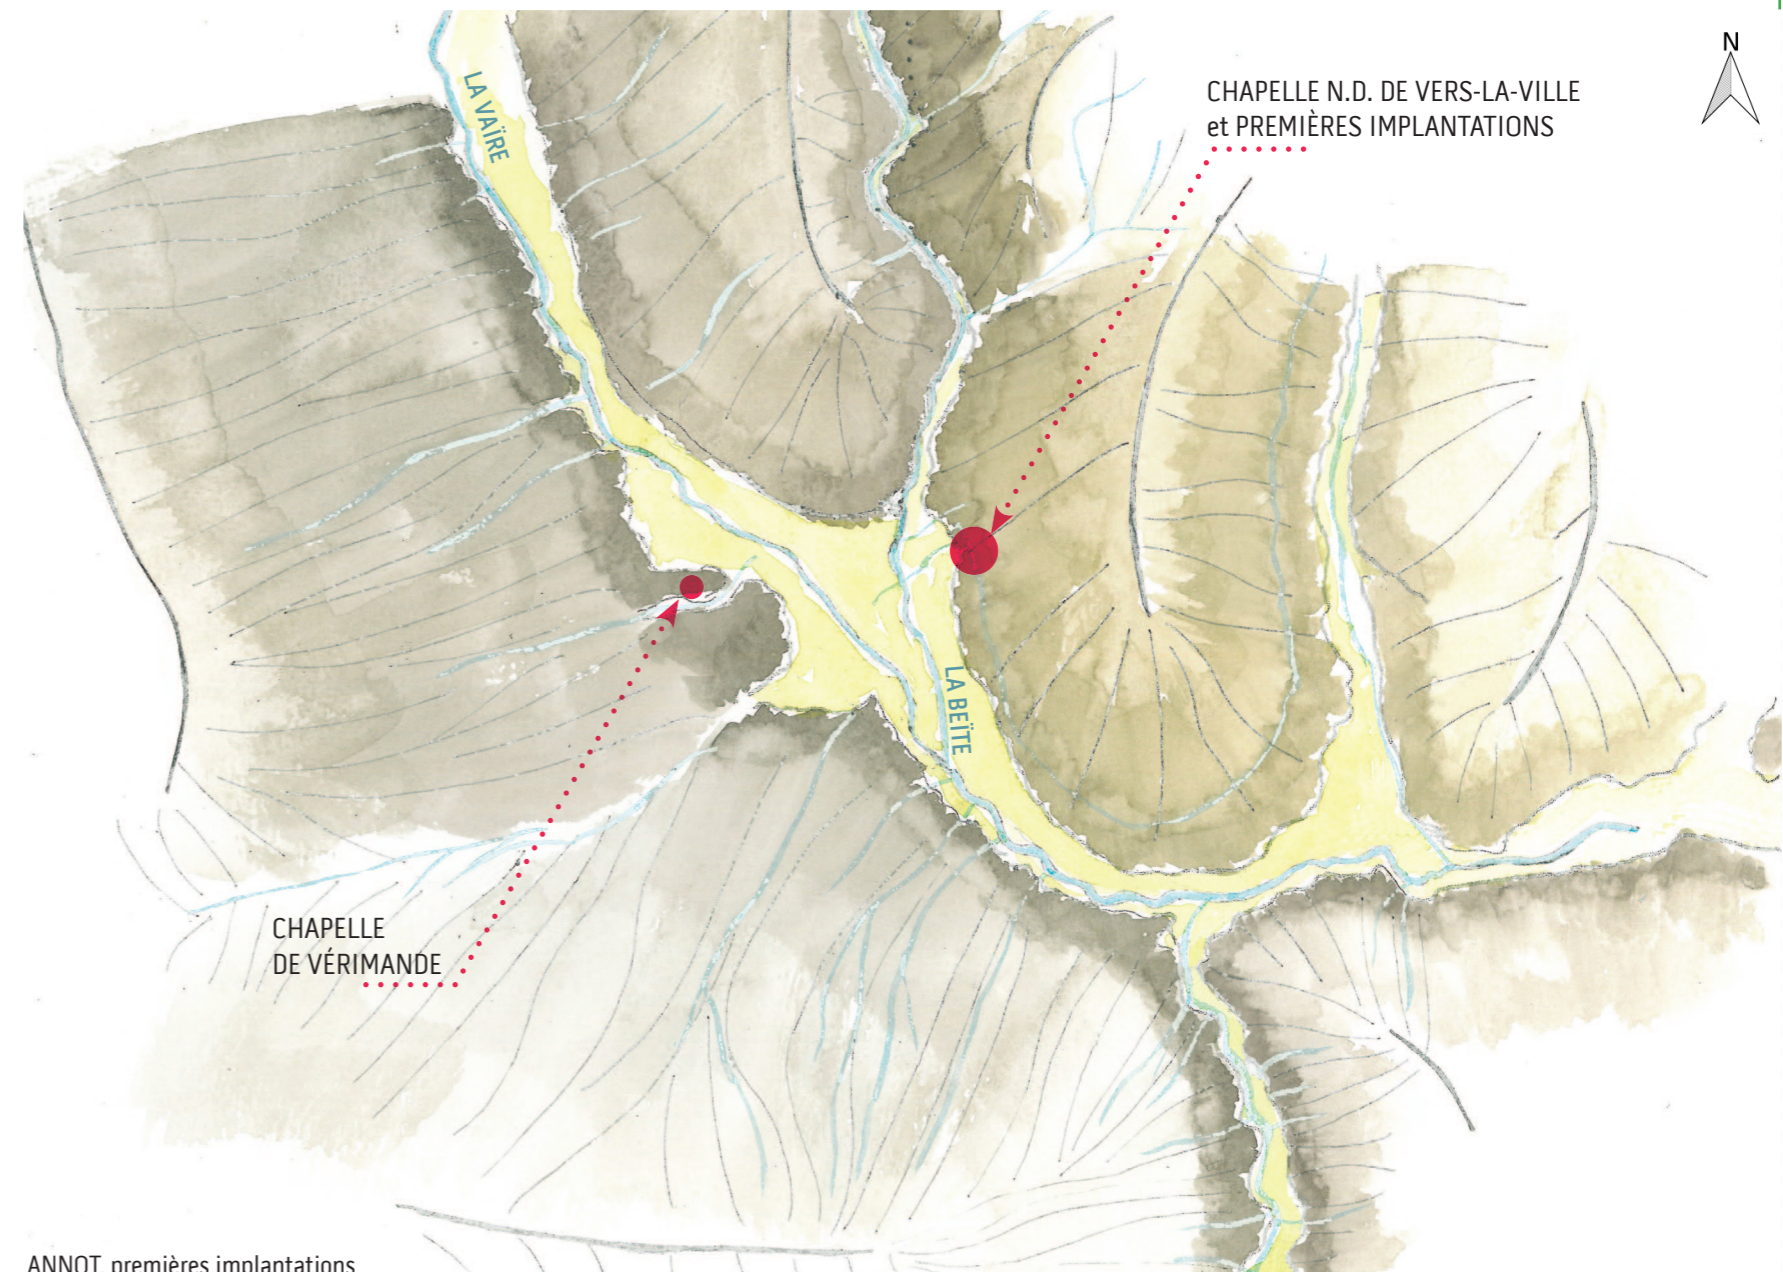 N
CHAPELLE N.D. DE VERS-LA-VILLE
et PREMIÈRES IMPLANTATIONS
LA VAÏRE
LA BEÏTE
CHAPELLE
DE VÉRIMANDE
ANNOT, premières implantations